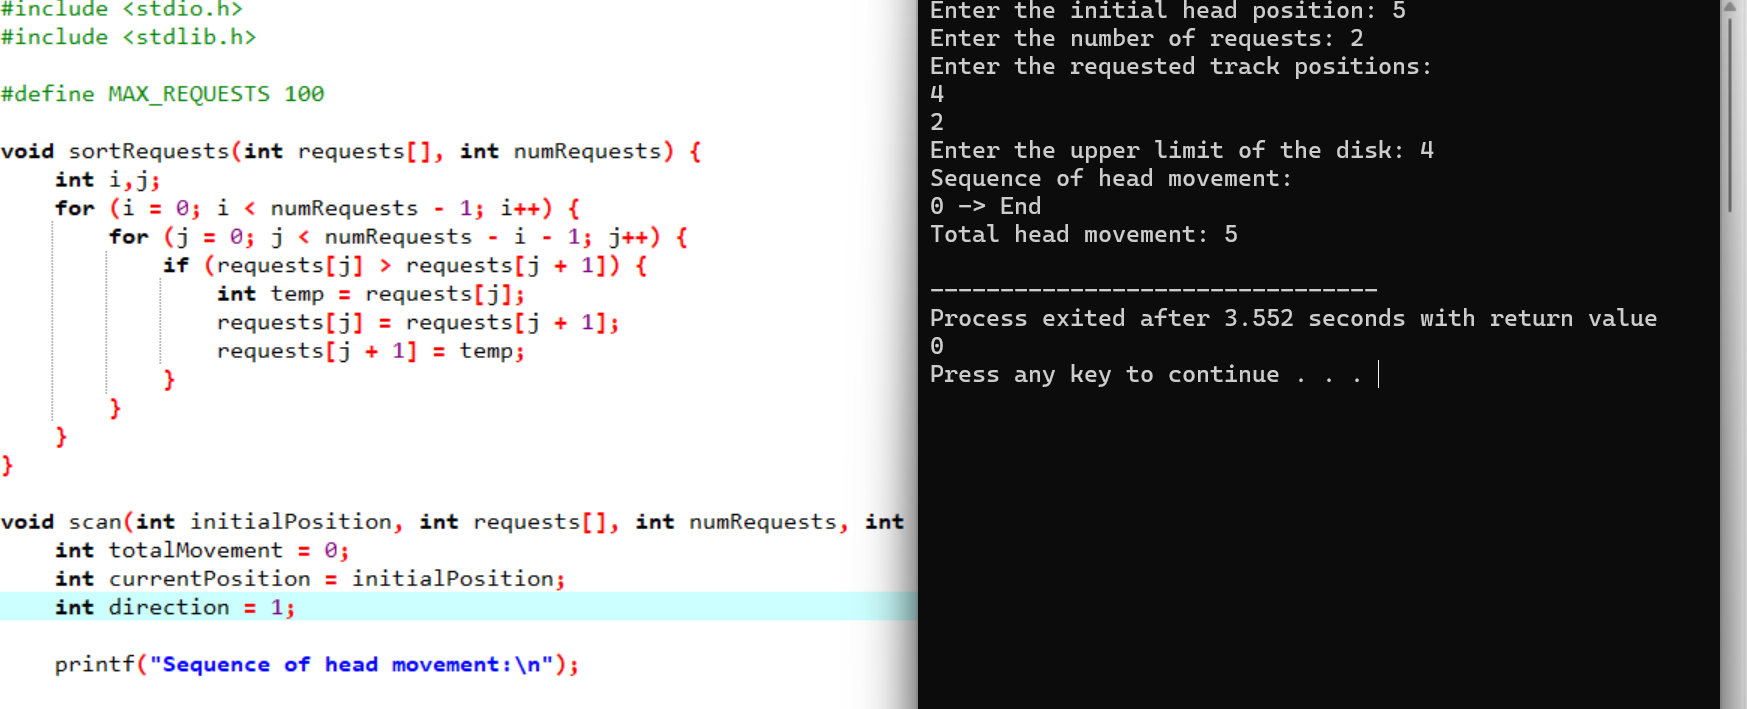 #include <stdio.h>
#include <stdlib.h>
#define MAX_REQUESTS 100
void sortRequests(int requests[], int numRequests) {
int i,j;
for (i = 0; i < numRequests - 1; i++) {
for (j = 0; j < numRequests - i - 1; j++) {
if (requests[j] > requests[j + 1]) {
int temp = requests[j];
requests[j] = requests[j + 1];
requests[j + 1] = temp;
}
}
}
}
void scan(int initialPosition, int requests[], int numRequests, int
int totalMovement = 0;
int currentPosition = initialPosition;
int direction = 1;
printf("Sequence of head movement:\n");
Enter the initial head position: 5
Enter the number of requests: 2
Enter the requested track positions:
4
2
Enter the upper limit of the disk: 4
Sequence of head movement:
0 -> End
Total head movement: 5
--------------------------------
Process exited after 3.552 seconds with return value
0
Press any key to continue . . .